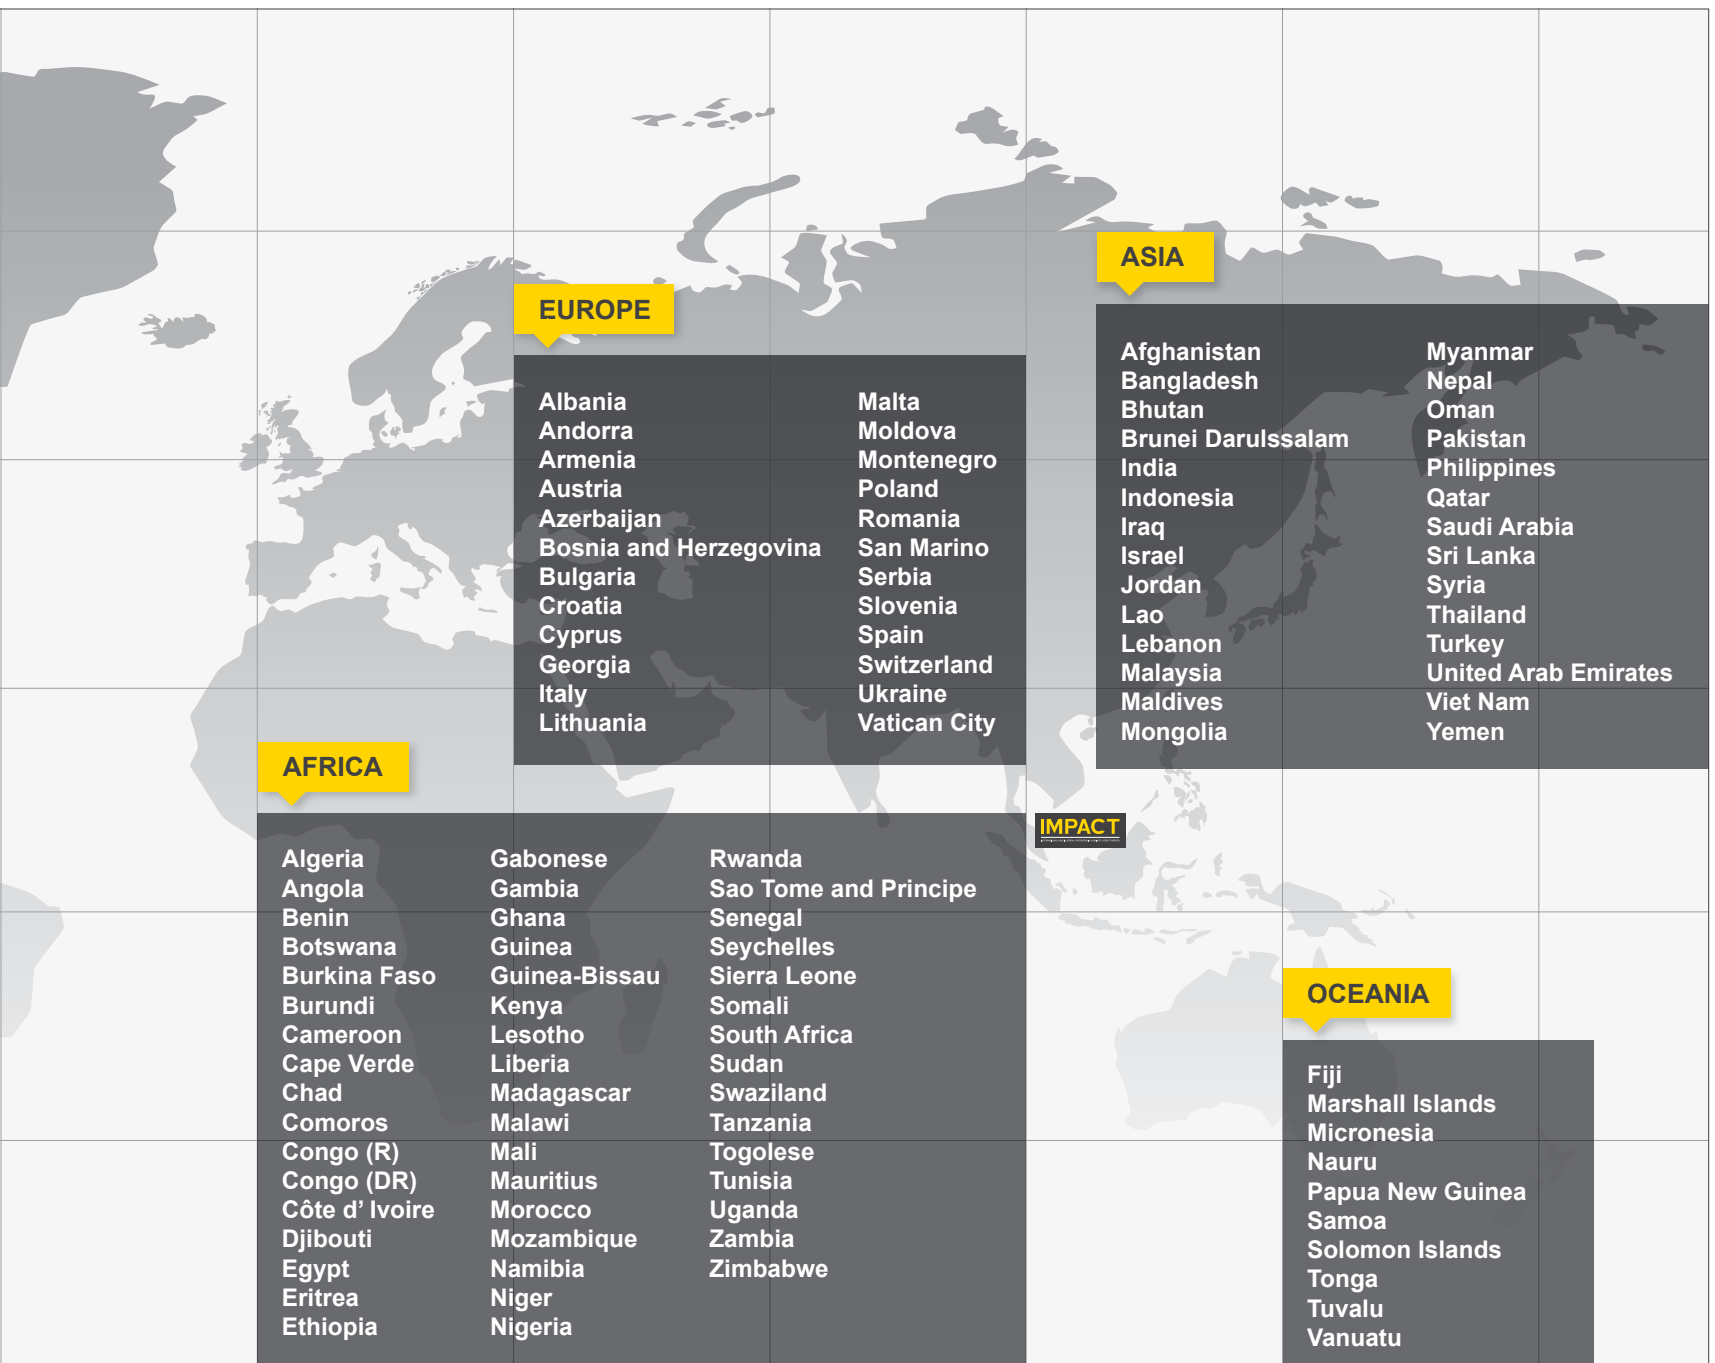 ASIA
Afghanistan
Bangladesh
Bhutan
Brunei Darulssalam
India
Indonesia
Iraq
Israel
Jordan
Lao
Lebanon
Malaysia
Maldives
Mongolia
Myanmar
Nepal
Oman
Pakistan
Philippines
Qatar
Saudi Arabia
Sri Lanka
Syria
Thailand
Turkey
United Arab Emirates
Viet Nam
Yemen
EUROPE
Albania
Andorra
Armenia
Austria
Azerbaijan
Bosnia and Herzegovina
Bulgaria
Croatia
Cyprus
Georgia
Italy
Lithuania
Malta
Moldova
Montenegro
Poland
Romania
San Marino
Serbia
Slovenia
Spain
Switzerland
Ukraine
Vatican City
AFRICA
Algeria
Angola
Benin
Botswana
Burkina Faso
Burundi
Cameroon
Cape Verde
Chad
Comoros
Congo (R)
Congo (DR)
Côte d’ Ivoire
Djibouti
Egypt
Eritrea
Ethiopia
Gabonese
Gambia
Ghana
Guinea
Guinea-Bissau
Kenya
Lesotho
Liberia
Madagascar
Malawi
Mali
Mauritius
Morocco
Mozambique
Namibia
Niger
Nigeria
Rwanda
Sao Tome and Principe
Senegal
Seychelles
Sierra Leone
Somali
South Africa
Sudan
Swaziland
Tanzania
Togolese
Tunisia
Uganda
Zambia
Zimbabwe
IMPACT
OCEANIA
Fiji
Marshall Islands
Micronesia
Nauru
Papua New Guinea
Samoa
Solomon Islands
Tonga
Tuvalu
Vanuatu